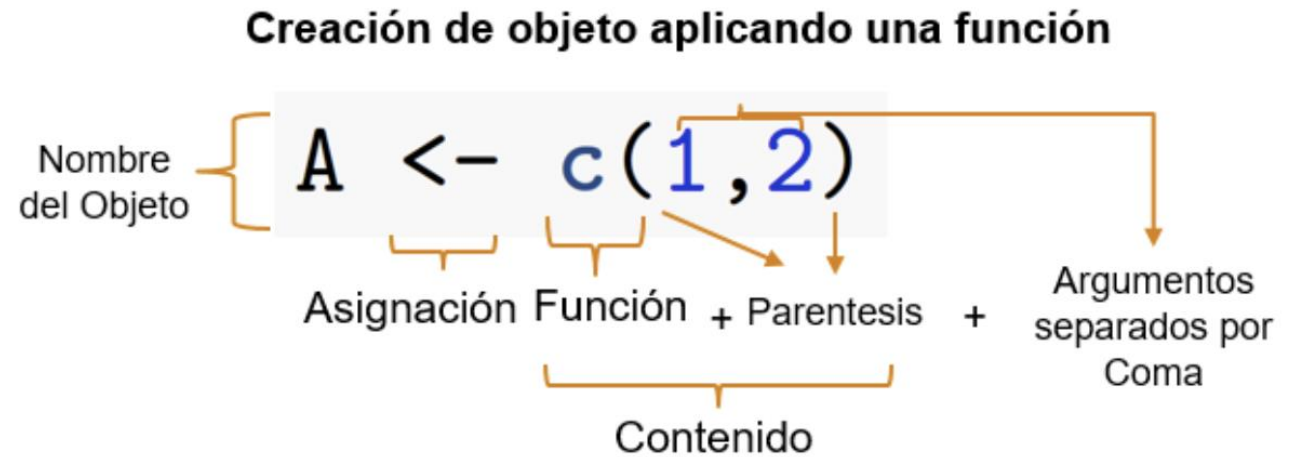 Creación de objeto aplicando una función
Nombre
del Objeto
A <- c(1,2)
Asignación
Función
+
Parentesis
+
Argumentos
separados por
Coma
Contenido